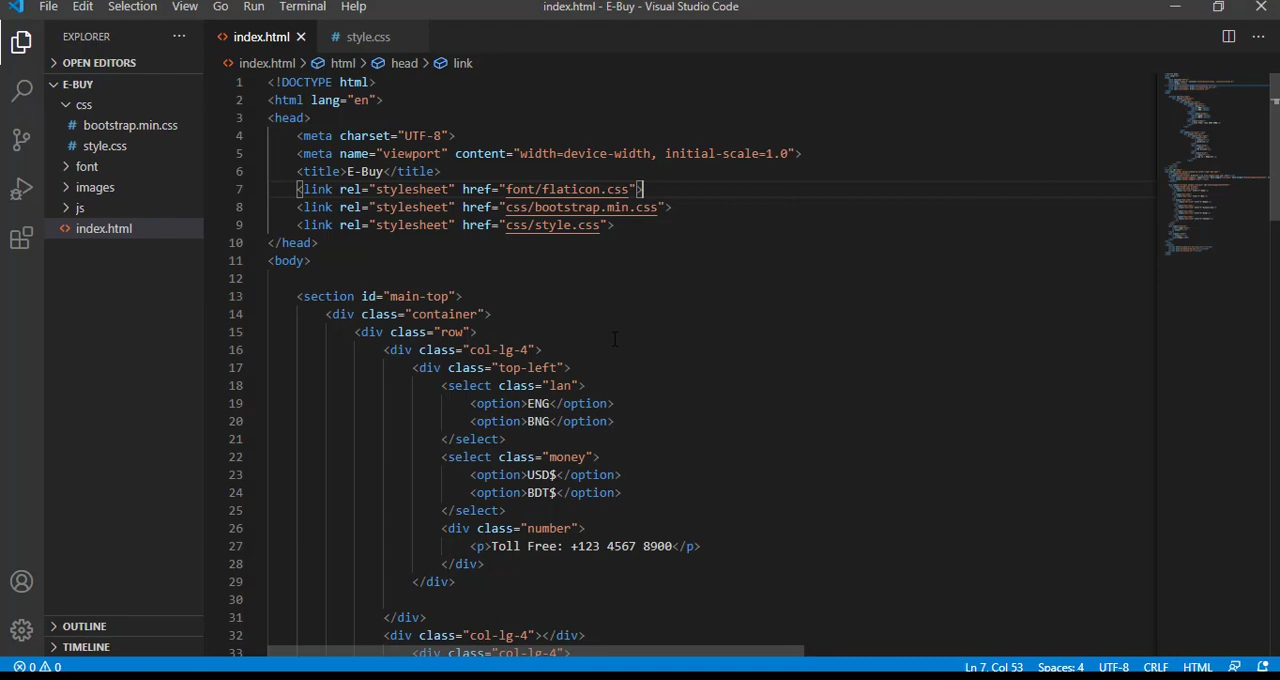 File Edit Selection View Go Run Terminal Help index.html - E-Buy - Visual Studio Code
EXPLORER
OPEN EDITORS
E-BUY
css
# bootstrap.min.css
# style.css
font
images
js
<> index.html
OUTLINE
TIMELINE
<> index.html # style.css
<> index.html > html > head > link
1 <!DOCTYPE html>
2 <html lang="en">
3 <head>
4 <meta charset="UTF-8">
5 <meta name="viewport" content="width=device-width, initial-scale=1.0">
6 <title>E-Buy</title>
7 <link rel="stylesheet" href="font/flaticon.css">
8 <link rel="stylesheet" href="css/bootstrap.min.css">
9 <link rel="stylesheet" href="css/style.css">
10 </head>
11 <body>
12
13 <section id="main-top">
14 <div class="container">
15 <div class="row">
16 <div class="col-lg-4">
17 <div class="top-left">
18 <select class="lan">
19 <option>ENG</option>
20 <option>BNG</option>
21 </select>
22 <select class="money">
23 <option>USD$</option>
24 <option>BDT$</option>
25 </select>
26 <div class="number">
27 <p>Toll Free: +123 4567 8900</p>
28 </div>
29 </div>
30
31 </div>
32 <div class="col-lg-4"></div>
33 <div class="col-lg-4">
0 0 Ln 7, Col 53 Spaces: 4 UTF-8 CRLF HTML